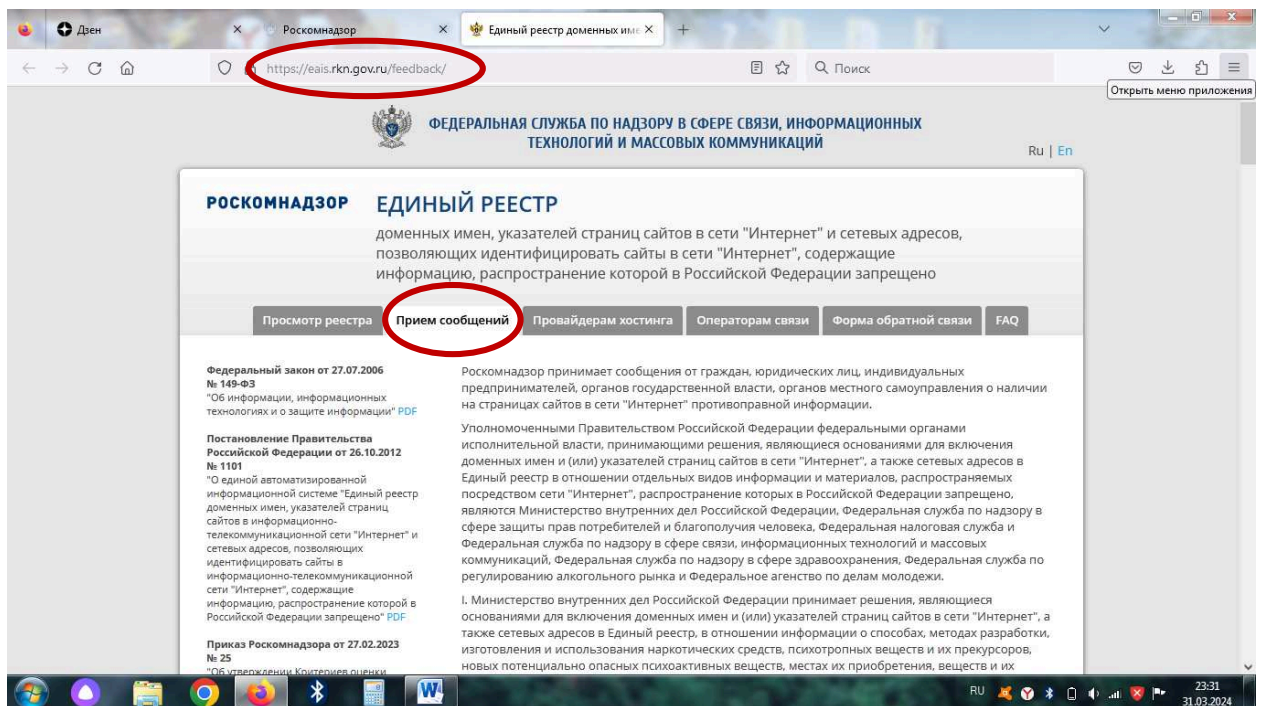 Дзен
Роскомнадзор
Единый реестр доменных име
https://eais.rkn.gov.ru/feedback/
Поиск
Открыть меню приложения
ФЕДЕРАЛЬНАЯ СЛУЖБА ПО НАДЗОРУ В СФЕРЕ СВЯЗИ, ИНФОРМАЦИОННЫХ
ТЕХНОЛОГИЙ И МАССОВЫХ КОММУНИКАЦИЙ
Ru | En
РОСКОМНАДЗОР
ЕДИНЫЙ РЕЕСТР
доменных имен, указателей страниц сайтов в сети "Интернет" и сетевых адресов,
позволяющих идентифицировать сайты в сети "Интернет", содержащие
информацию, распространение которой в Российской Федерации запрещено
Просмотр реестра
Прием сообщений
Провайдерам хостинга
Операторам связи
Форма обратной связи
FAQ
Федеральный закон от 27.07.2006
№ 149-ФЗ
"Об информации, информационных
технологиях и о защите информации" PDF
Постановление Правительства
Российской Федерации от 26.10.2012
№ 1101
"О единой автоматизированной
информационной системе "Единый реестр
доменных имен, указателей страниц
сайтов в информационно-
телекоммуникационной сети "Интернет" и
сетевых адресов, позволяющих
идентифицировать сайты в
информационно-телекоммуникационной
сети "Интернет", содержащие
информацию, распространение которой в
Российской Федерации запрещено" PDF
Приказ Роскомнадзора от 27.02.2023
№ 25
"Об утверждении Критериев оценки
Роскомнадзор принимает сообщения от граждан, юридических лиц, индивидуальных
предпринимателей, органов государственной власти, органов местного самоуправления о наличии
на страницах сайтов в сети "Интернет" противоправной информации.
Уполномоченными Правительством Российской Федерации федеральными органами
исполнительной власти, принимающими решения, являющиеся основаниями для включения
доменных имен и (или) указателей страниц сайтов в сети "Интернет", а также сетевых адресов в
Единый реестр в отношении отдельных видов информации и материалов, распространяемых
посредством сети "Интернет", распространение которых в Российской Федерации запрещено,
являются Министерство внутренних дел Российской Федерации, Федеральная служба по надзору в
сфере защиты прав потребителей и благополучия человека, Федеральная налоговая служба и
Федеральная служба по надзору в сфере связи, информационных технологий и массовых
коммуникаций, Федеральная служба по надзору в сфере здравоохранения, Федеральная служба по
регулированию алкогольного рынка и Федеральное агенство по делам молодежи.
I. Министерство внутренних дел Российской Федерации принимает решения, являющиеся
основаниями для включения доменных имен и (или) указателей страниц сайтов в сети "Интернет", а
также сетевых адресов в Единый реестр, в отношении информации о способах, методах разработки,
изготовления и использования наркотических средств, психотропных веществ и их прекурсоров,
новых потенциально опасных психоактивных веществ, местах их приобретения, веществ и их
RU
23:31
31.03.2024